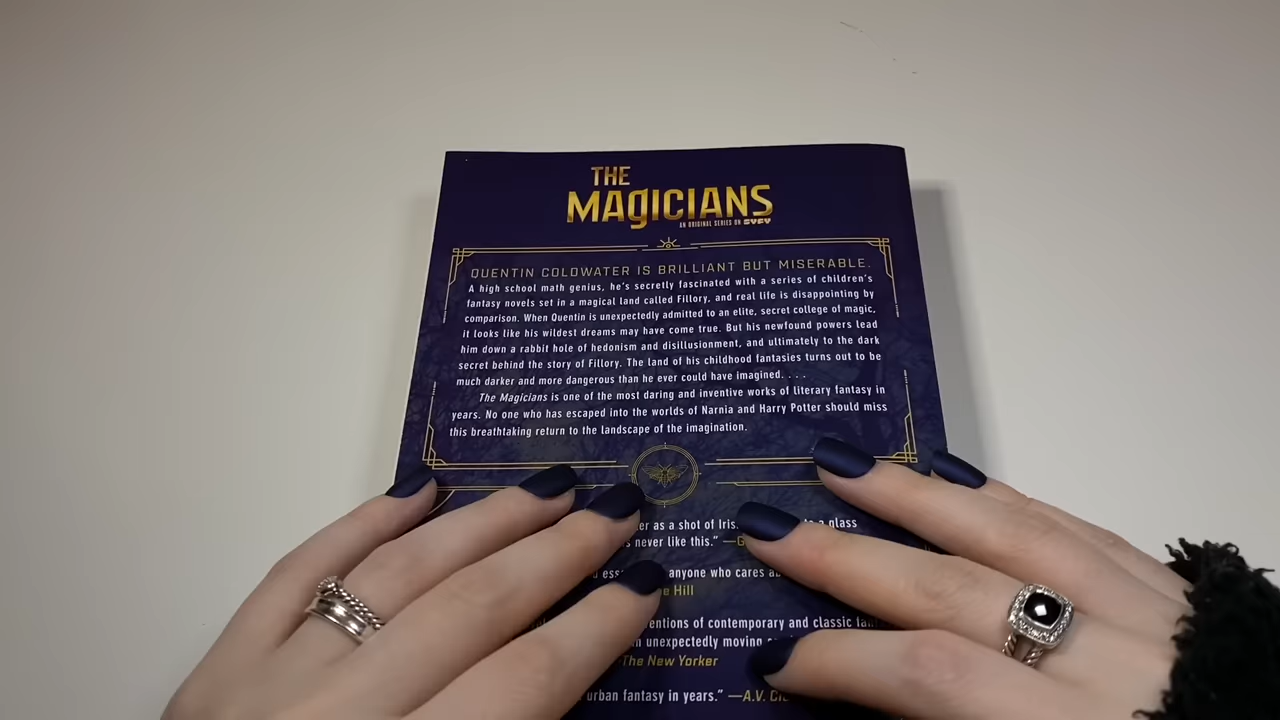 THE
MAGICIANS
AN ORIGINAL SERIES ON SYFY
QUENTIN COLDWATER IS BRILLIANT BUT MISERABLE.
A high school math genius, he's secretly fascinated with a series of children's
fantasy novels set in a magical land called Fillory, and real life is disappointing by
comparison. When Quentin is unexpectedly admitted to an elite, secret college of magic,
it looks like his wildest dreams may have come true. But his newfound powers lead
him down a rabbit hole of hedonism and disillusionment, and ultimately to the dark
secret behind the story of Fillory. The land of his childhood fantasies turns out to be
much darker and more dangerous than he ever could have imagined. . . .
The Magicians is one of the most daring and inventive works of literary fantasy in
years. No one who has escaped into the worlds of Narnia and Harry Potter should miss
this breathtaking return to the landscape of the imagination.
as a shot of a glass
never like this.” —G
anyone who cares
Hill
of contemporary and classic
unexpectedly moving
The New Yorker
urban fantasy in years.” —A.V.